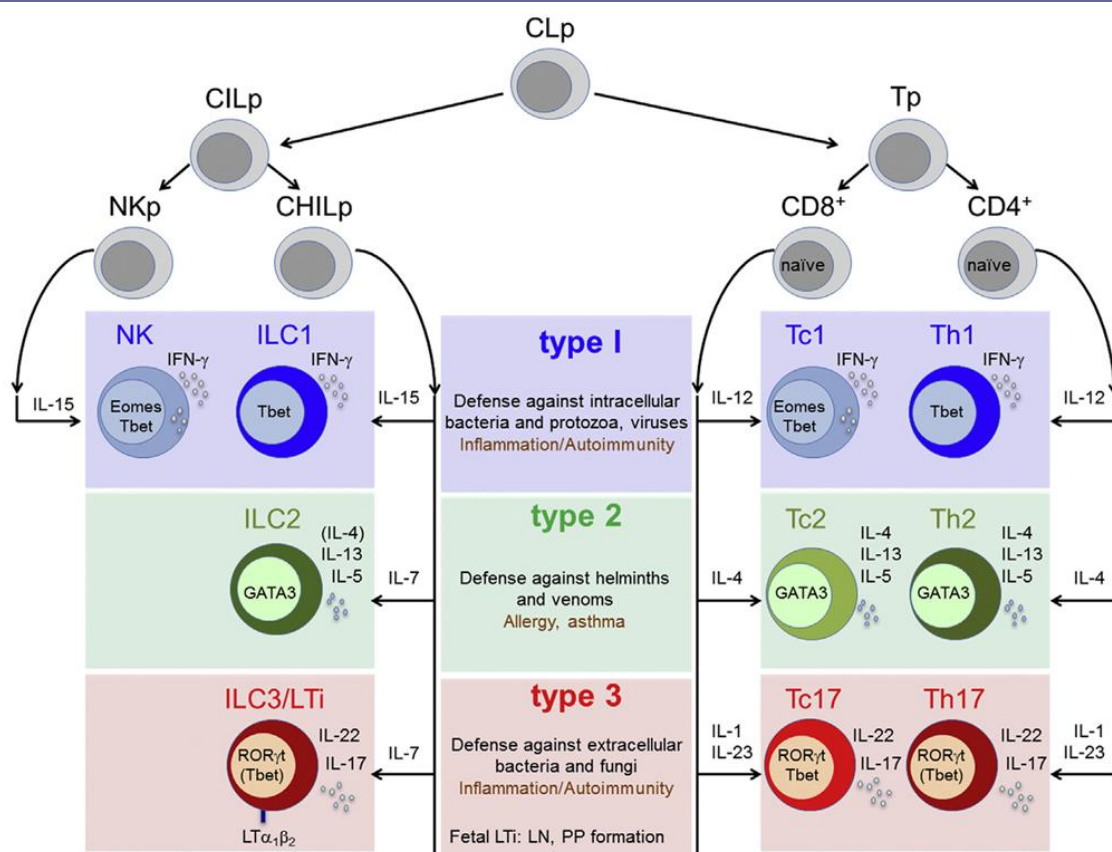 CLp
CILp
Tp
NKp
CHILp
CD8⁺
CD4⁺
naïve
naïve
NK
ILC1
type I
Tc1
Th1
IFN-γ
IFN-γ
IFN-γ
IFN-γ
IL-15
Eomes
Tbet
Tbet
IL-15
Defense against intracellular
bacteria and protozoa, viruses
Inflammation/Autoimmunity
IL-12
Eomes
Tbet
Tbet
IL-12
ILC2
type 2
Tc2
Th2
(IL-4)
IL-13
IL-5
GATA3
IL-7
Defense against helminths
and venoms
Allergy, asthma
IL-4
GATA3
IL-4
IL-13
IL-5
GATA3
IL-4
IL-13
IL-5
IL-4
ILC3/LTi
type 3
Tc17
Th17
RORγt
(Tbet)
IL-22
IL-17
IL-7
LTα₁β₂
Defense against extracellular
bacteria and fungi
Inflammation/Autoimmunity
Fetal LTi: LN, PP formation
IL-1
IL-23
RORγt
Tbet
IL-22
IL-17
RORγt
(Tbet)
IL-22
IL-17
IL-1
IL-23